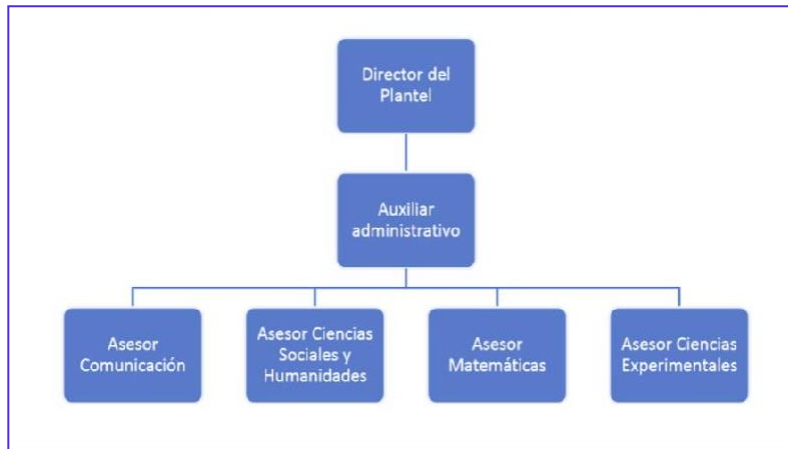 Director del
Plantel
Auxiliar
administrativo
Asesor
Comunicación
Asesor Ciencias
Sociales y
Humanidades
Asesor
Matemáticas
Asesor Ciencias
Experimentales